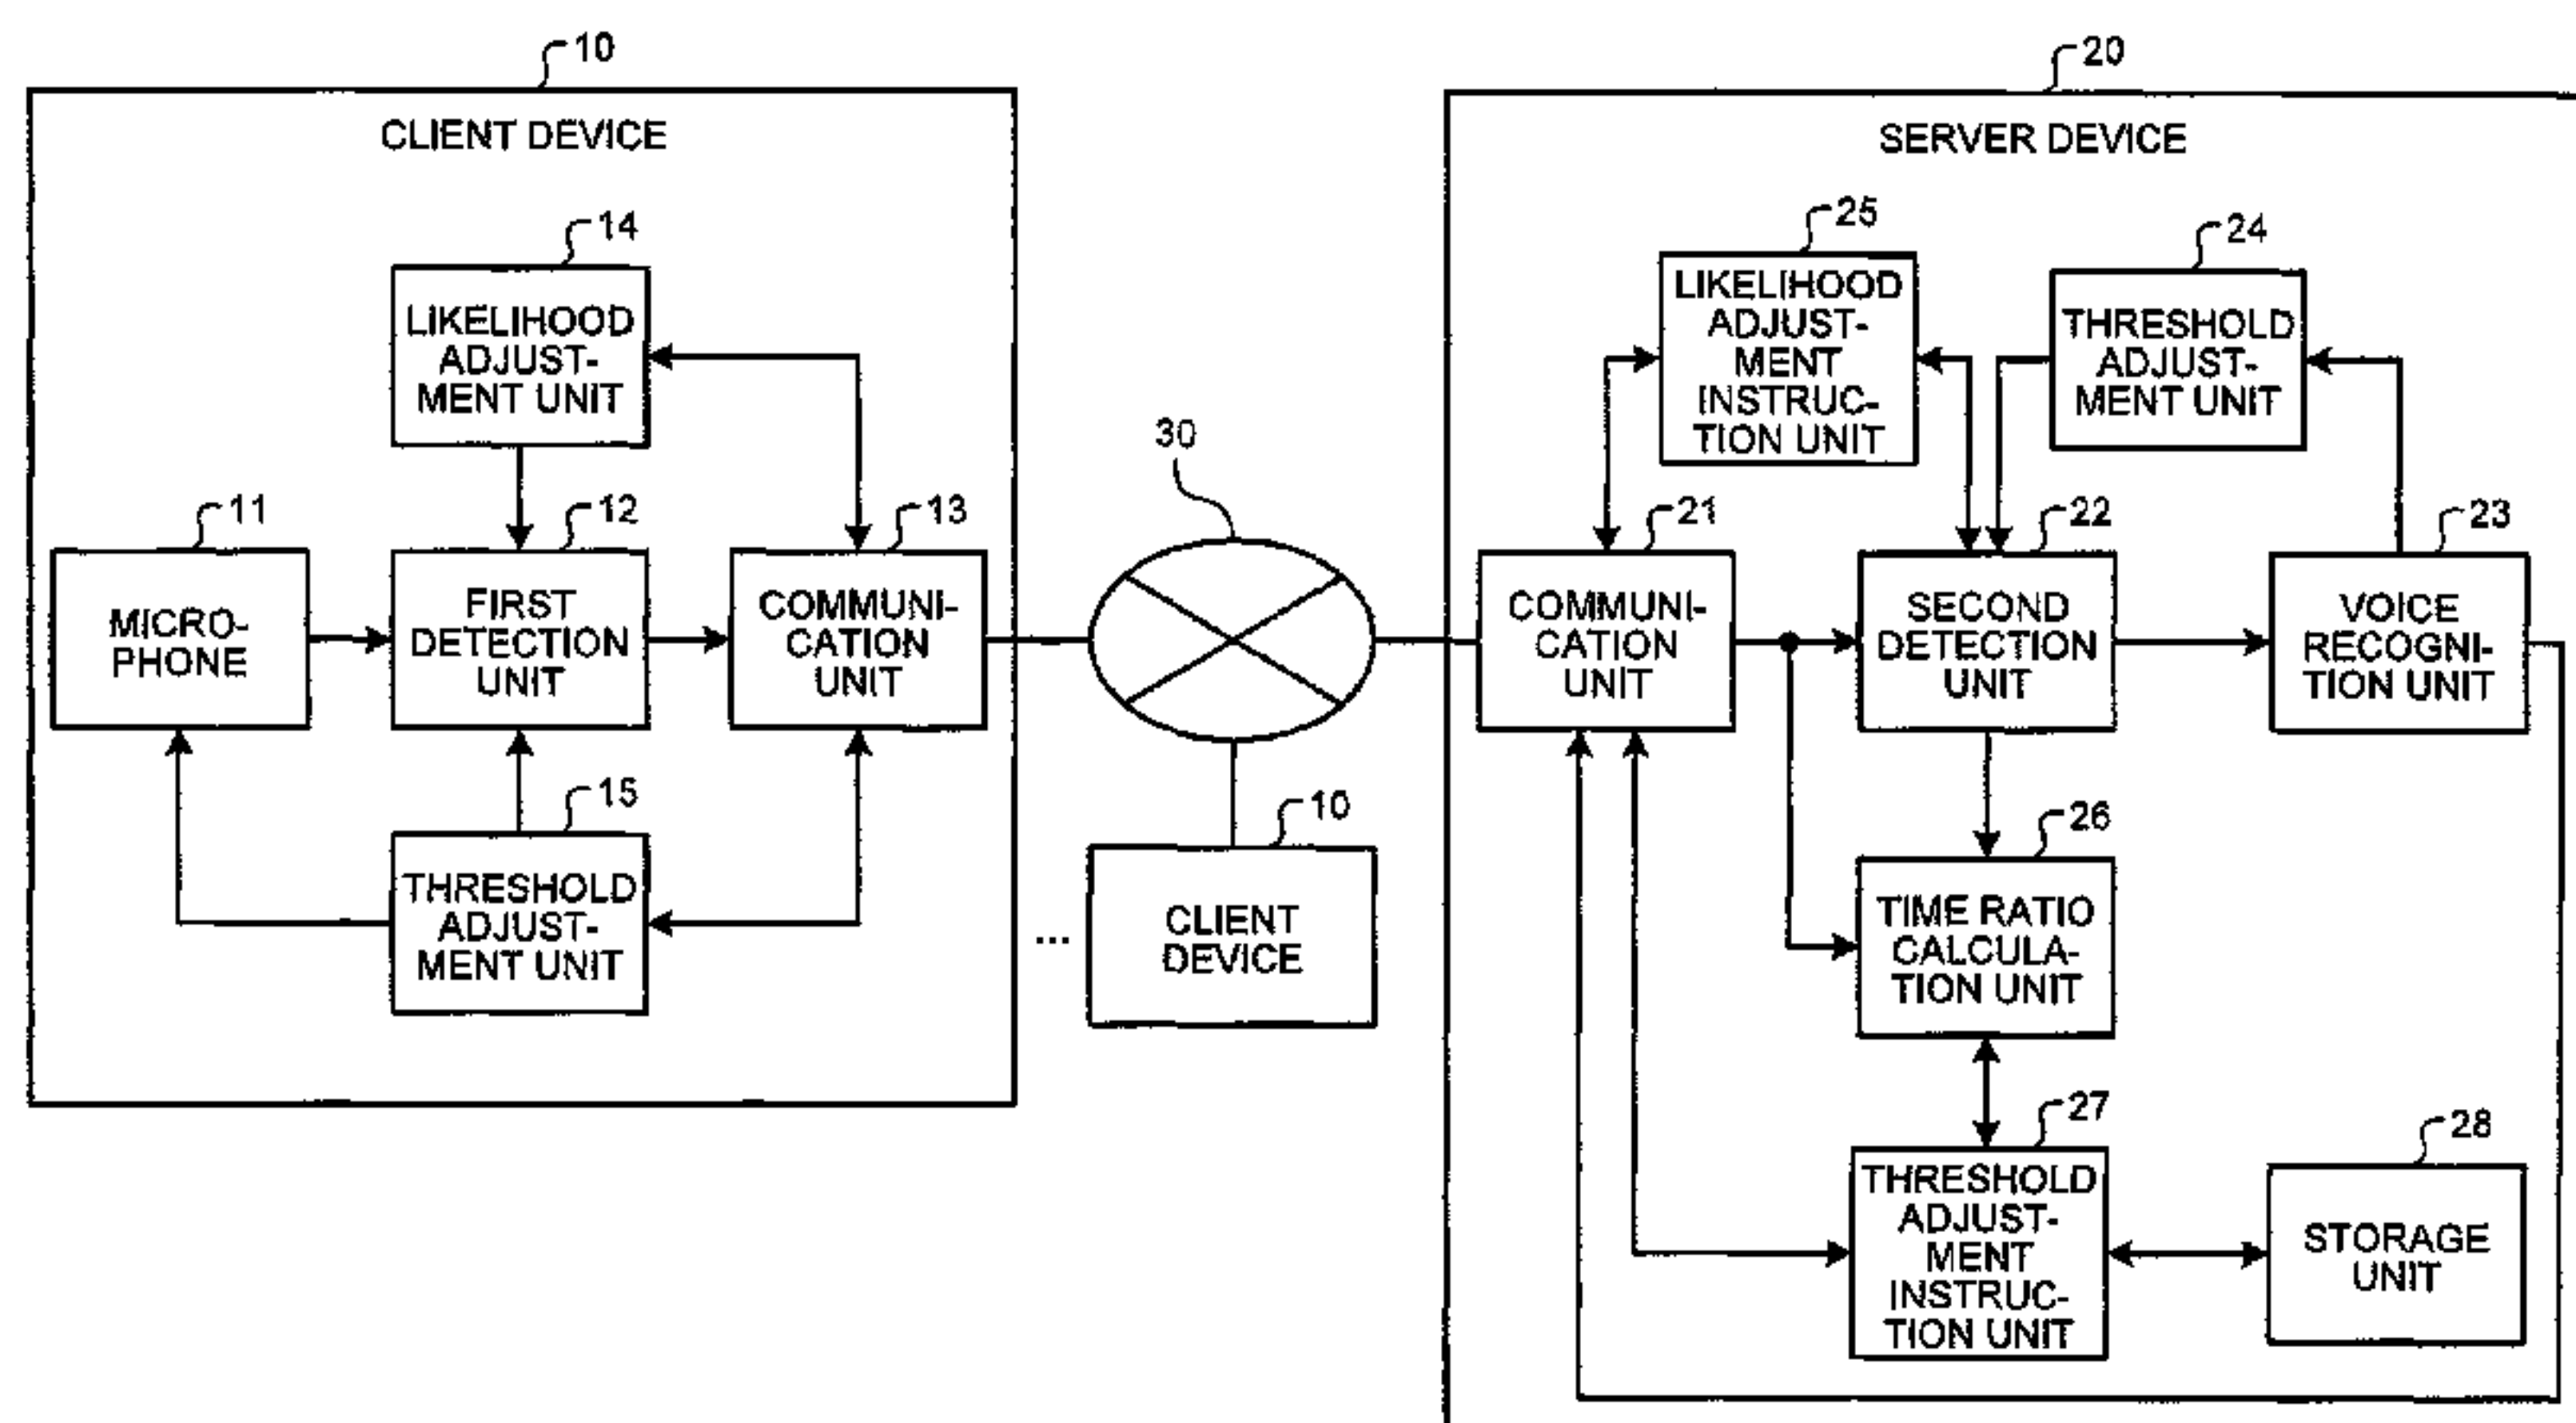 10
20
CLIENT DEVICE
SERVER DEVICE
14
LIKELIHOOD
ADJUST-
MENT UNIT
25
LIKELIHOOD
ADJUST-
MENT
INSTRUC-
TION UNIT
24
THRESHOLD
ADJUST-
MENT UNIT
11
MICRO-
PHONE
12
FIRST
DETECTION
UNIT
13
COMMUNI-
CATION
UNIT
30
21
COMMUNI-
CATION
UNIT
22
SECOND
DETECTION
UNIT
23
VOICE
RECOGNI-
TION UNIT
15
THRESHOLD
ADJUST-
MENT UNIT
...
10
CLIENT
DEVICE
26
TIME RATIO
CALCULA-
TION UNIT
27
THRESHOLD
ADJUST-
MENT
INSTRUC-
TION UNIT
28
STORAGE
UNIT